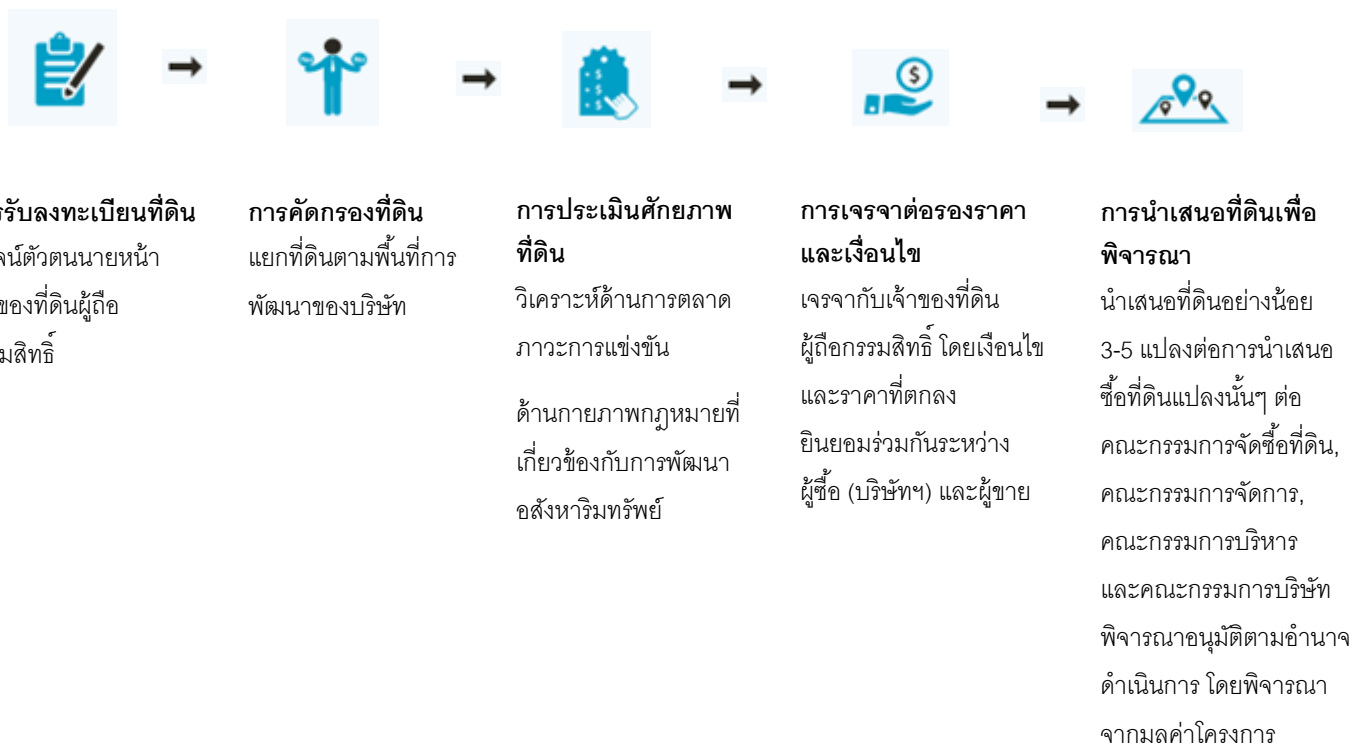 รรับลงทะเบียนที่ดิน
จน์ตัวตนนายหน้า
ของที่ดินผู้ถือ
มสิทธิ์
การคัดกรองที่ดิน
แยกที่ดินตามพื้นที่การ
พัฒนาของบริษัท
การประเมินศักยภาพ
ที่ดิน
วิเคราะห์ด้านการตลาด
ภาวะการแข่งขัน
ด้านกายภาพกฎหมายที่
เกี่ยวข้องกับการพัฒนา
อสังหาริมทรัพย์
การเจรจาต่อรองราคา
และเงื่อนไข
เจรจากับเจ้าของที่ดิน
ผู้ถือกรรมสิทธิ์ โดยเงื่อนไข
และราคาที่ตกลง
ยินยอมร่วมกันระหว่าง
ผู้ซื้อ (บริษัทฯ) และผู้ขาย
การนำเสนอที่ดินเพื่อ
พิจารณา
นำเสนอที่ดินอย่างน้อย
3-5 แปลงต่อการนำเสนอ
ซื้อที่ดินแปลงนั้นๆ ต่อ
คณะกรรมการจัดซื้อที่ดิน,
คณะกรรมการจัดการ,
คณะกรรมการบริหาร
และคณะกรรมการบริษัท
พิจารณาอนุมัติตามอำนาจ
ดำเนินการ โดยพิจารณา
จากมูลค่าโครงการ